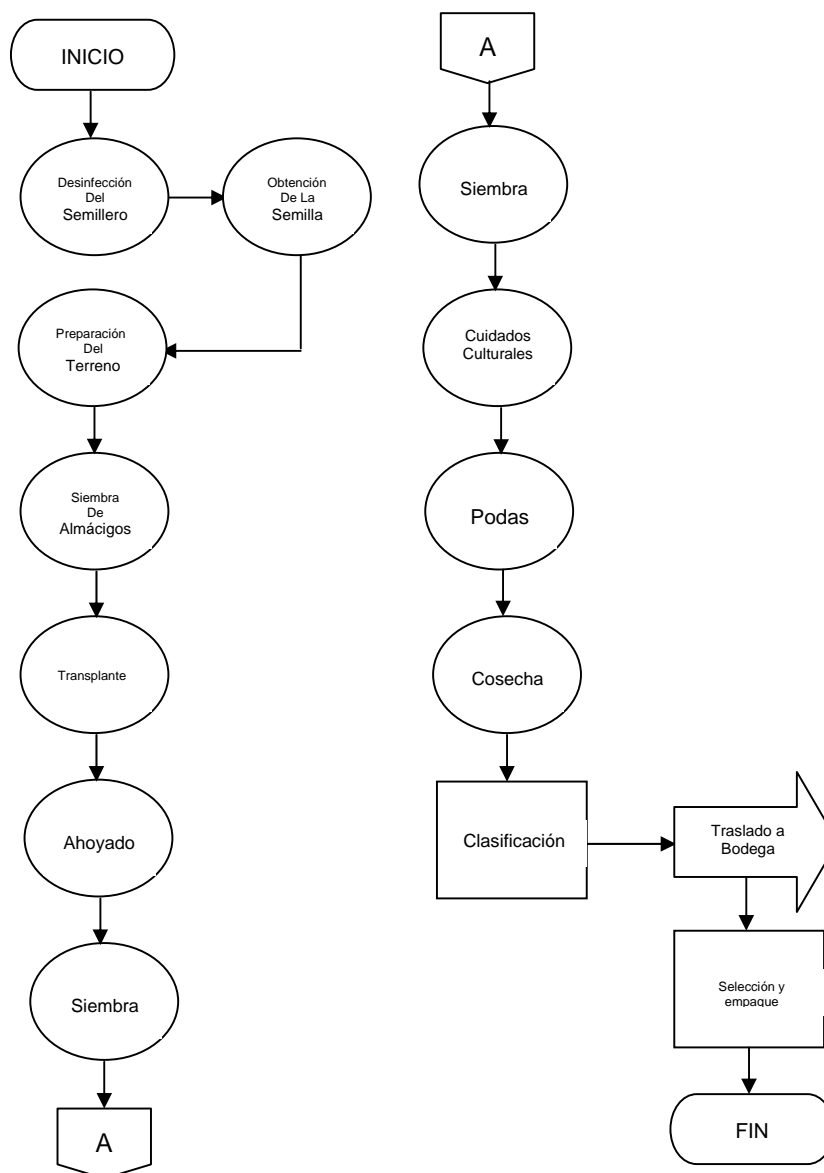 INICIO
Desinfección
Del
Semillero
Obtención
De La
Semilla
Preparación
Del
Terreno
Siembra
De
Almácigos
Transplante
Ahoyado
Siembra
A
A
Siembra
Cuidados
Culturales
Podas
Cosecha
Clasificación
Traslado a
Bodega
Selección y
empaque
FIN